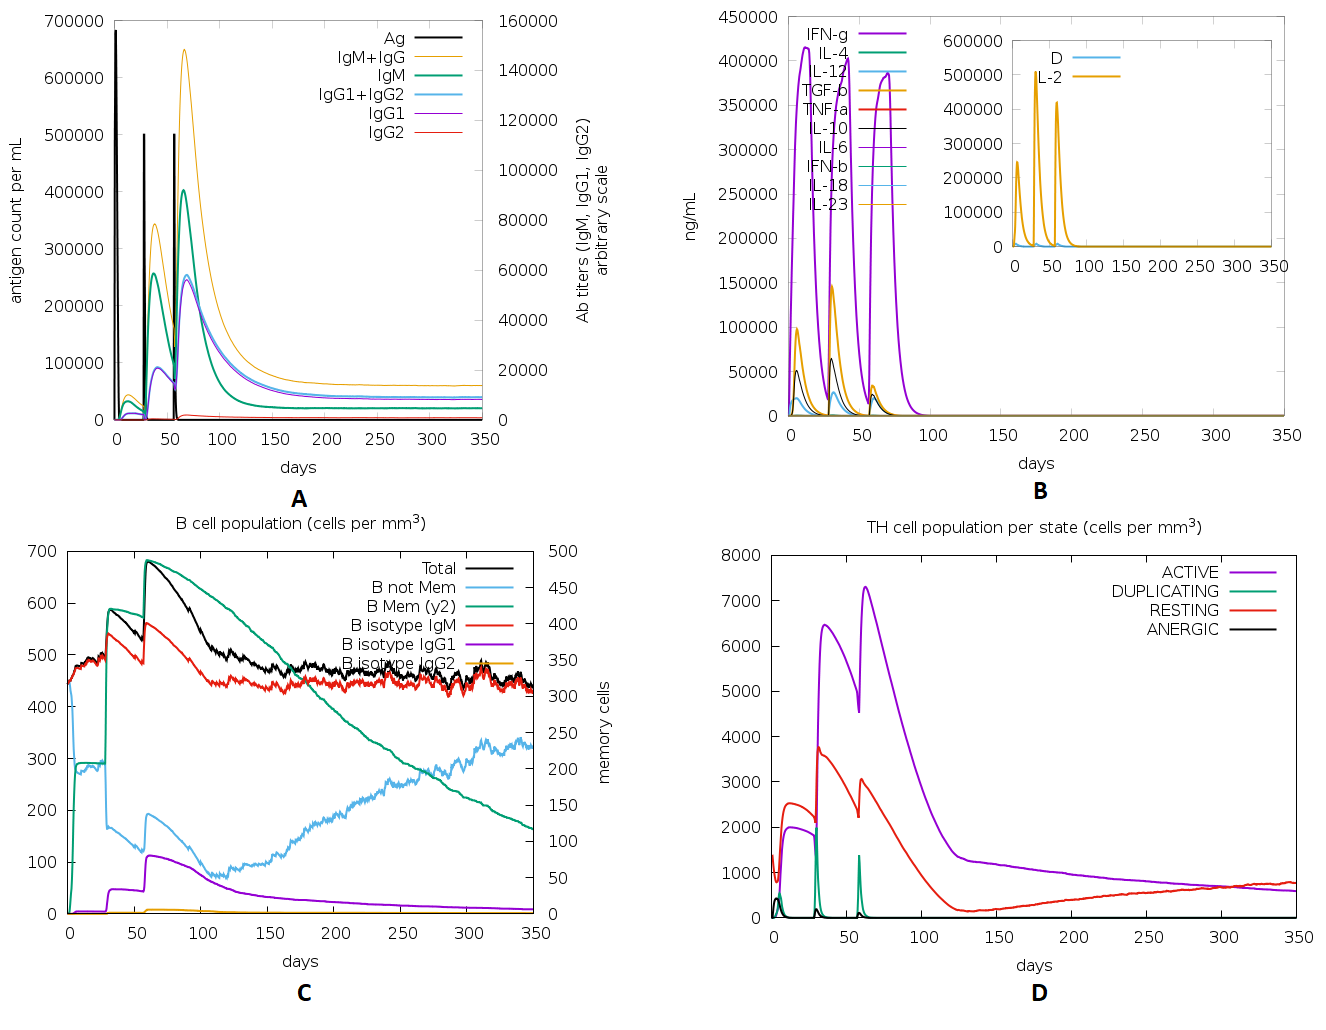 700000
600000
500000
400000
300000
200000
100000
0
antigen count per mL
160000
140000
120000
100000
80000
60000
40000
20000
0
Ab titers (IgM, IgG1, IgG2)
arbitrary scale
Ag
IgM+IgG
IgM
IgG1+IgG2
IgG1
IgG2
0 50 100 150 200 250 300 350
days
A
450000
400000
350000
300000
250000
200000
150000
100000
50000
0
ng/mL
IFN-g
IL-4
IL-12
TGF-b
TNF-a
IL-10
IL-6
IFN-b
IL-18
IL-23
600000
500000
400000
300000
200000
100000
0
D
IL-2
0 50 100 150 200 250 300 350
0 50 100 150 200 250 300 350
days
B
B cell population (cells per mm3)
700
600
500
400
300
200
100
0
500
450
400
350
300
250
200
150
100
50
0
memory cells
Total
B not Mem
B Mem (y2)
B isotype IgM
B isotype IgG1
B isotype IgG2
0 50 100 150 200 250 300 350
days
C
TH cell population per state (cells per mm3)
8000
7000
6000
5000
4000
3000
2000
1000
0
ACTIVE
DUPLICATING
RESTING
ANERGIC
0 50 100 150 200 250 300 350
days
D